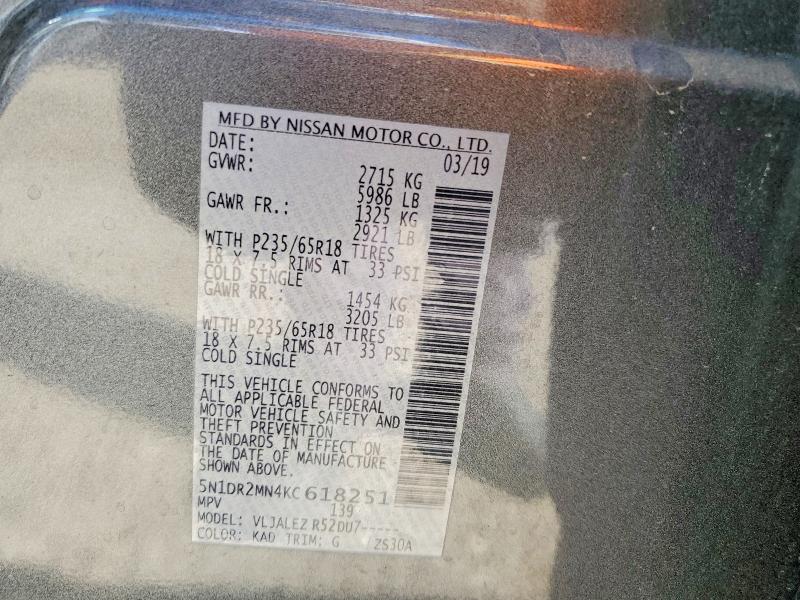 MFD BY NISSAN MOTOR CO., LTD.
DATE: 03/19
GVWR: 2715 KG
5986 LB
GAWR FR.: 1325 KG
2921 LB
WITH P235/65R18 TIRES
18 X 7.5 RIMS AT 33 PSI
COLD SINGLE
GAWR RR.: 1454 KG
3205 LB
WITH P235/65R18 TIRES
18 X 7.5 RIMS AT 33 PSI
COLD SINGLE
THIS VEHICLE CONFORMS TO
ALL APPLICABLE FEDERAL
MOTOR VEHICLE SAFETY AND
THEFT PREVENTION
STANDARDS IN EFFECT ON
THE DATE OF MANUFACTURE
SHOWN ABOVE.
5N1DR2MN4KC618251
MPV 139
MODEL: VLJALEZ R52DU7-----
COLOR: KAD TRIM: G ZS30A